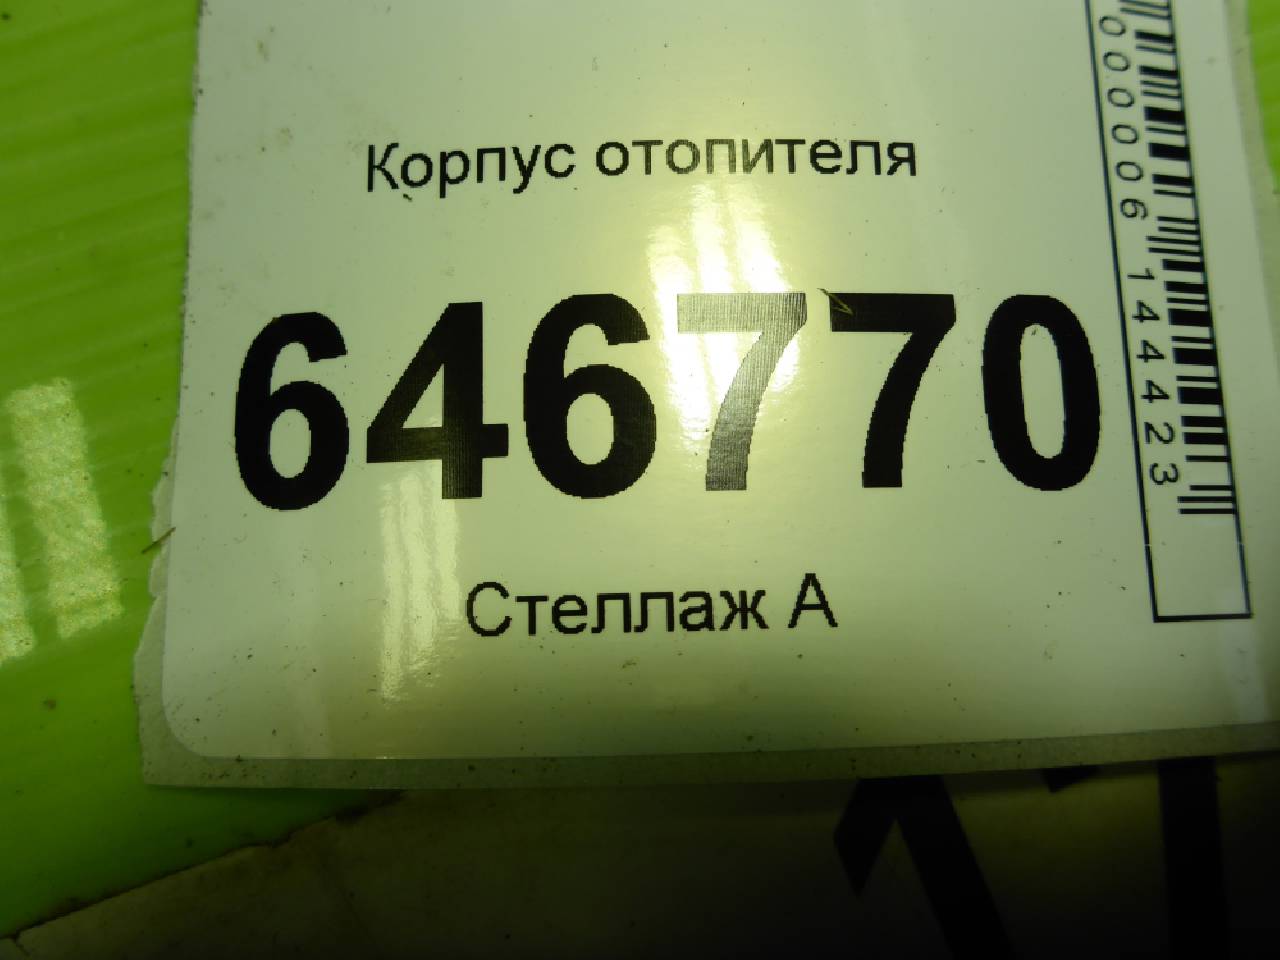 Корпус отопителя
646770
Стеллаж А
000006144423